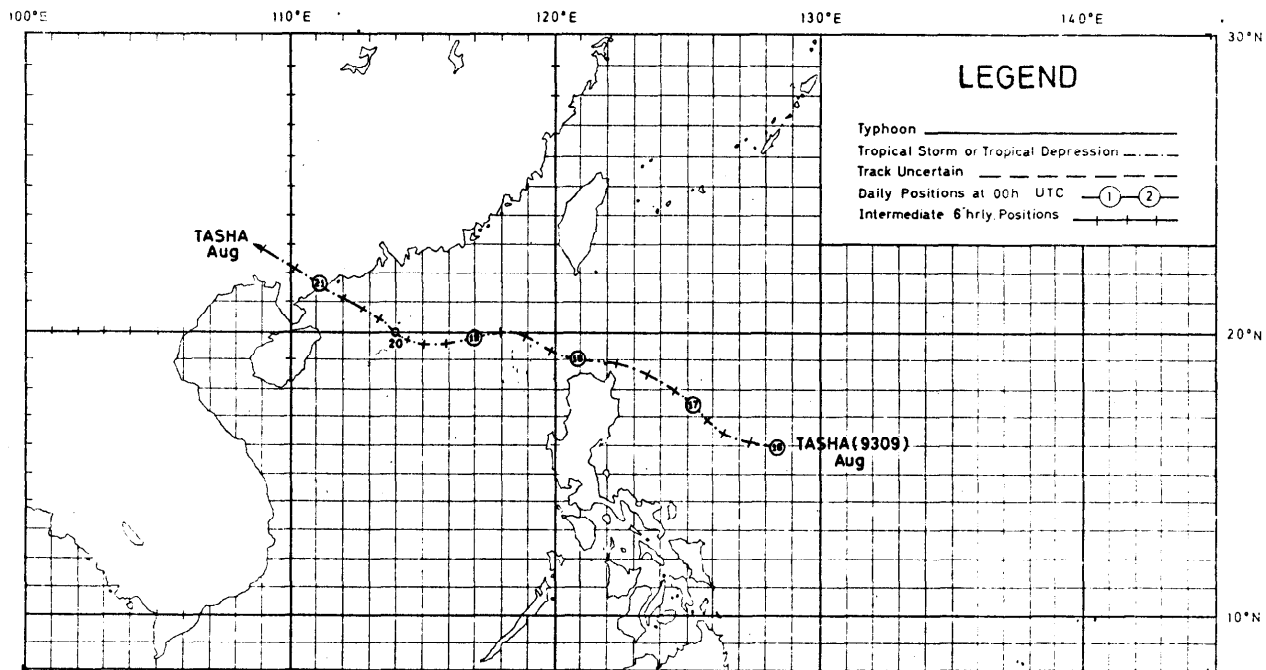 100°E 110°E 120°E 130°E 140°E
30°N
LEGEND
Typhoon
Tropical Storm or Tropical Depression
Track Uncertain
Daily Positions at 00h UTC 1 2
Intermediate 6 hrly. Positions
TASHA
Aug
21
20°N
20
19
17
16
TASHA (9309)
Aug
10°N